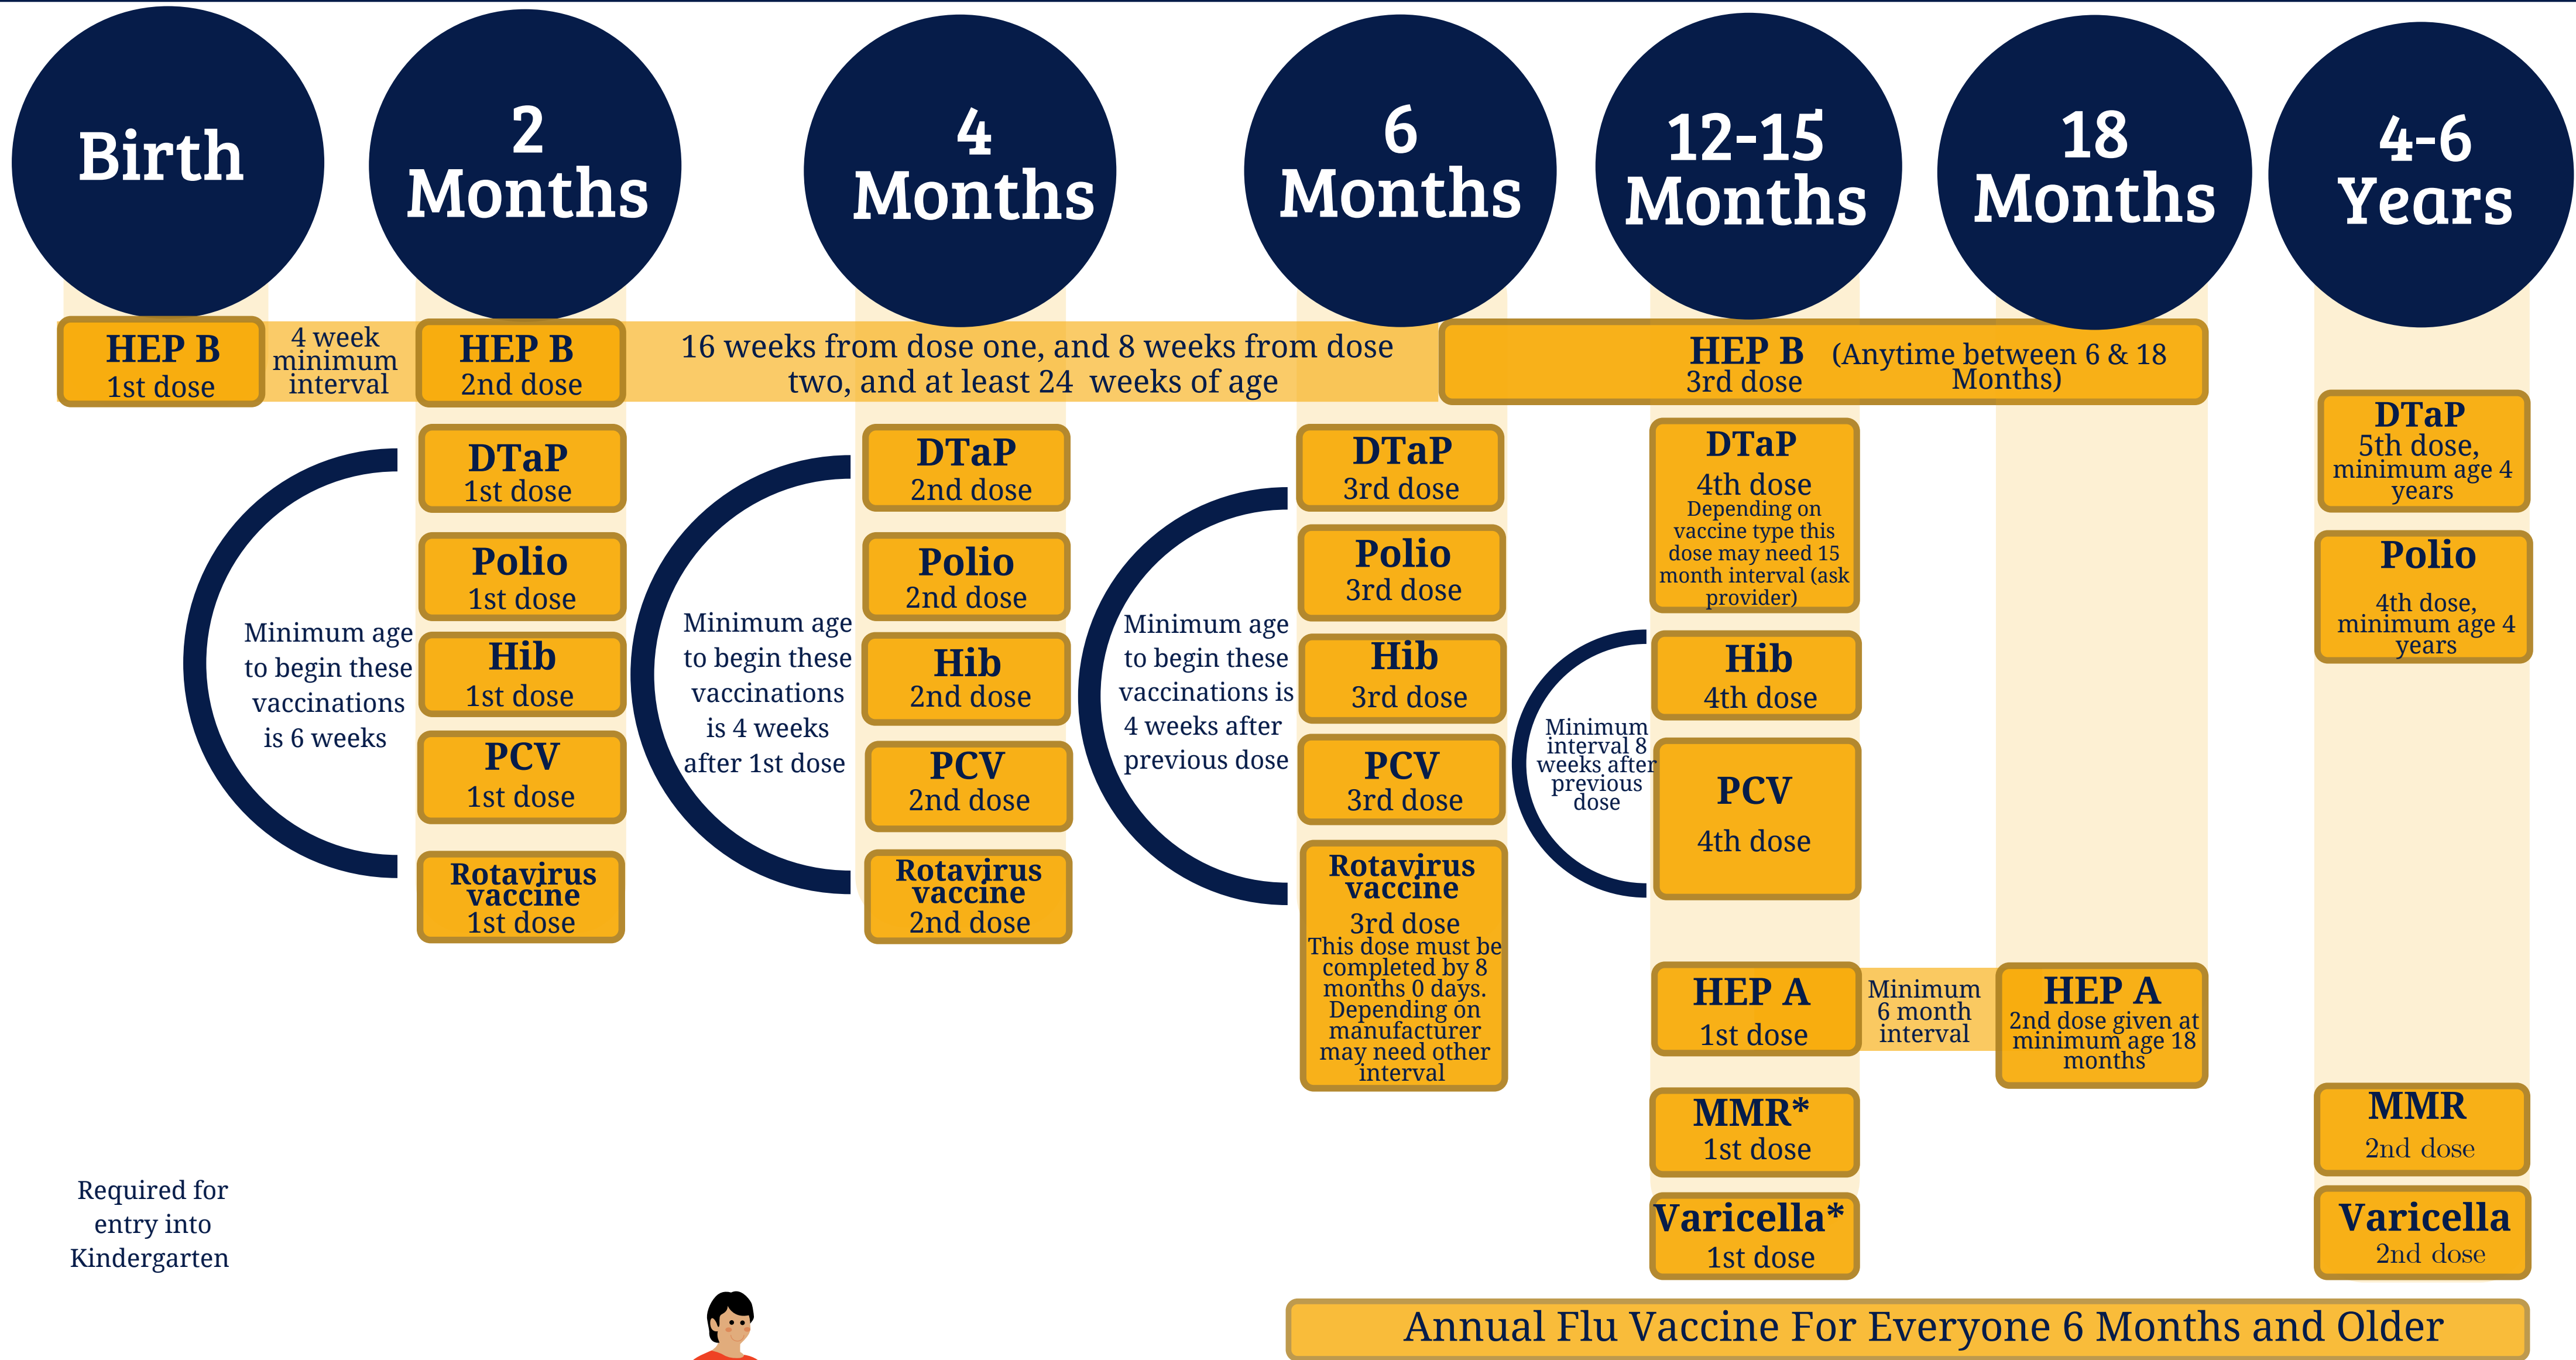 Birth
2
Months
4
Months
6
Months
12-15
Months
18
Months
4-6
Years
HEP B
1st dose
4 week
minimum
interval
HEP B
2nd dose
16 weeks from dose one, and 8 weeks from dose
two, and at least 24 weeks of age
HEP B
3rd dose
(Anytime between 6 & 18
Months)
Minimum age
to begin these
vaccinations
is 6 weeks
DTaP
1st dose
Polio
1st dose
Hib
1st dose
PCV
1st dose
Rotavirus
vaccine
1st dose
Minimum age
to begin these
vaccinations
is 4 weeks
after 1st dose
DTaP
2nd dose
Polio
2nd dose
Hib
2nd dose
PCV
2nd dose
Rotavirus
vaccine
2nd dose
Minimum age
to begin these
vaccinations is
4 weeks after
previous dose
DTaP
3rd dose
Polio
3rd dose
Hib
3rd dose
PCV
3rd dose
Rotavirus
vaccine
3rd dose
This dose must be
completed by 8
months 0 days.
Depending on
manufacturer
may need other
interval
DTaP
4th dose
Depending on
vaccine type this
dose may need 15
month interval (ask
provider)
Minimum
interval 8
weeks after
previous
dose
Hib
4th dose
PCV
4th dose
HEP A
1st dose
Minimum
6 month
interval
HEP A
2nd dose given at
minimum age 18
months
MMR*
1st dose
Varicella*
1st dose
DTaP
5th dose,
minimum age 4
years
Polio
4th dose,
minimum age 4
years
MMR
2nd dose
Varicella
2nd dose
Required for
entry into
Kindergarten
Annual Flu Vaccine For Everyone 6 Months and Older